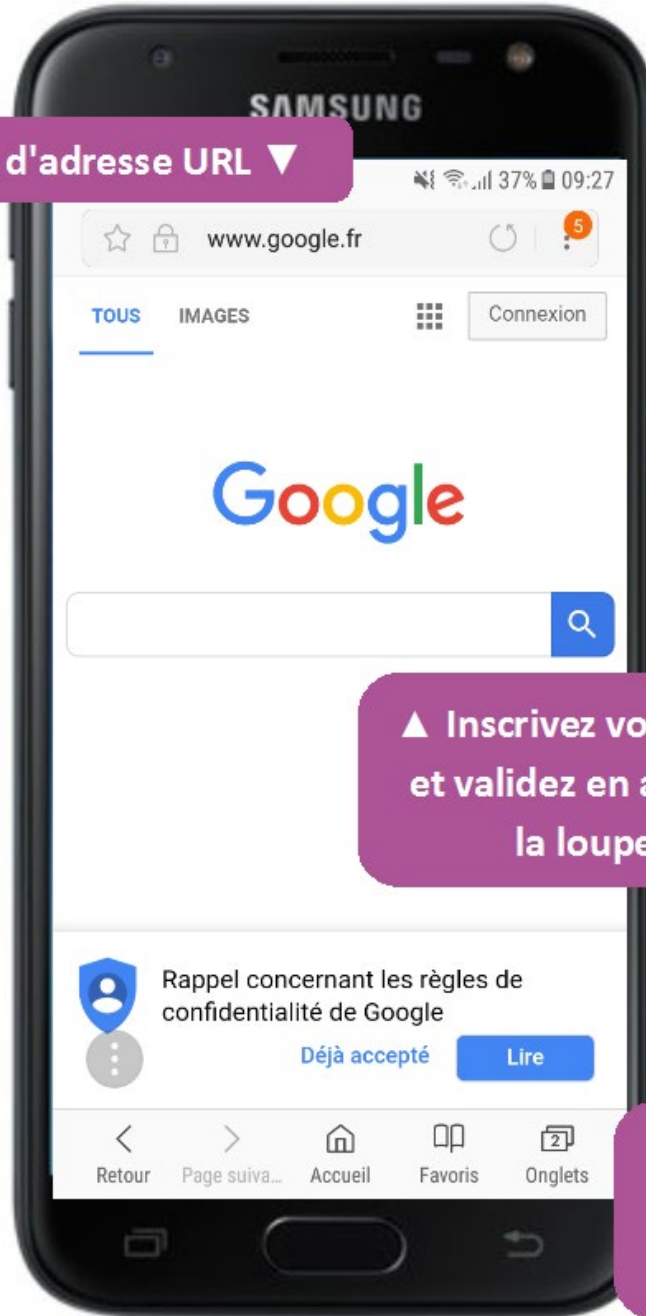 SAMSUNG
d'adresse URL ▼
37% 09:27
www.google.fr
5
TOUS IMAGES Connexion
Google
▲ Inscrivez vo
et validez en a
la loupe
Rappel concernant les règles de
confidentialité de Google
Déjà accepté Lire
2
Retour Page suiva... Accueil Favoris Onglets